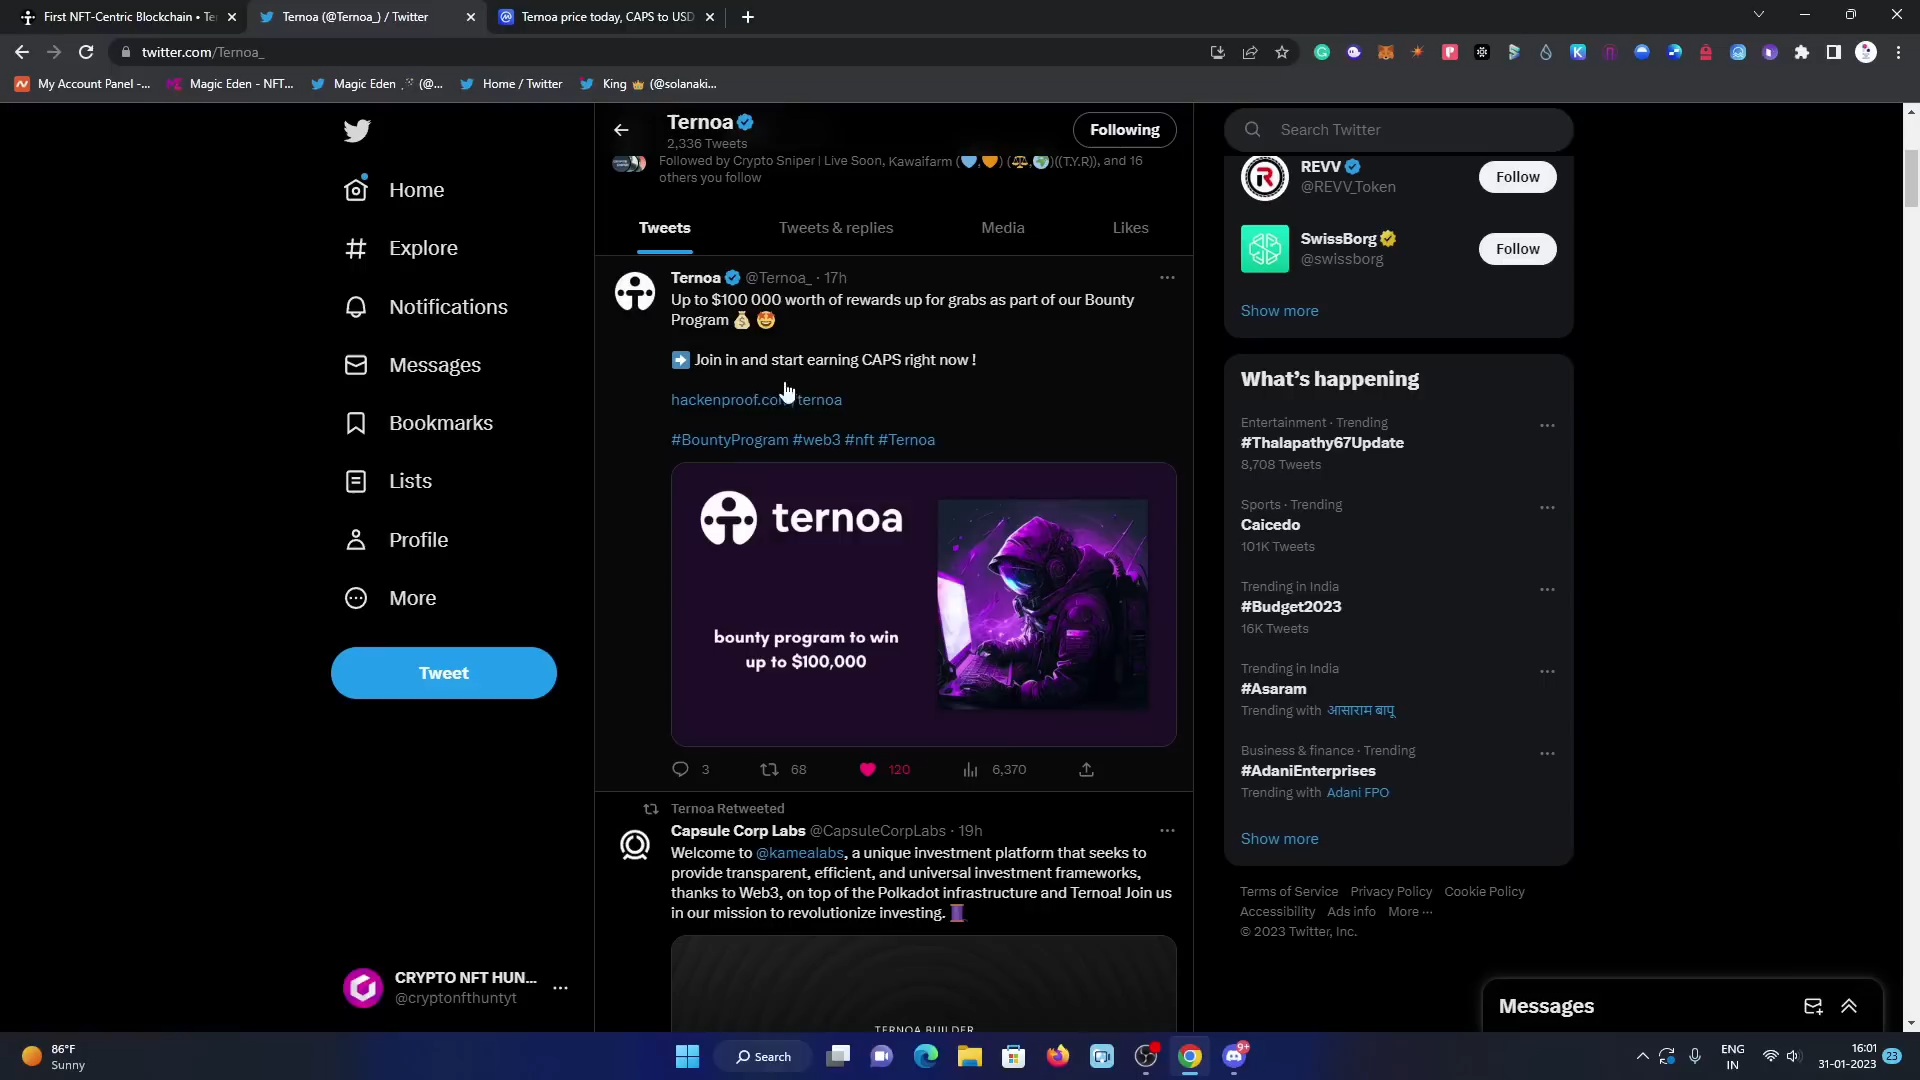 First NFT-Centric Blockchain • Ter
Ternoa (@Ternoa_) / Twitter
Ternoa price today, CAPS to USD
twitter.com/Ternoa_
My Account Panel -...
Magic Eden - NFT...
Magic Eden (@...
Home / Twitter
King 👑 (@solanaki...
Home
Explore
Notifications
Messages
Bookmarks
Lists
Profile
More
Tweet
CRYPTO NFT HUN...
@cryptonfthuntyt
Ternoa
2,336 Tweets
Following
Followed by Crypto Sniper | Live Soon, Kawaifarm (💙,🧡) (⚖️,🌍)((T.Y.R)), and 16
others you follow
Tweets
Tweets & replies
Media
Likes
Ternoa @Ternoa_ · 17h
Up to $100 000 worth of rewards up for grabs as part of our Bounty
Program 💰 🤩
➡️ Join in and start earning CAPS right now !
hackenproof.com/ternoa
#BountyProgram #web3 #nft #Ternoa
ternoa
bounty program to win
up to $100,000
3
68
120
6,370
Ternoa Retweeted
Capsule Corp Labs @CapsuleCorpLabs · 19h
Welcome to @kamealabs, a unique investment platform that seeks to
provide transparent, efficient, and universal investment frameworks,
thanks to Web3, on top of the Polkadot infrastructure and Ternoa! Join us
in our mission to revolutionize investing. 🧵
TERNOA BUILDER
Search Twitter
REVV
@REVV_Token
Follow
SwissBorg
@swissborg
Follow
Show more
What's happening
Entertainment · Trending
#Thalapathy67Update
8,708 Tweets
Sports · Trending
Caicedo
101K Tweets
Trending in India
#Budget2023
16K Tweets
Trending in India
#Asaram
Trending with आसाराम बापू
Business & finance · Trending
#AdaniEnterprises
Trending with Adani FPO
Show more
Terms of Service Privacy Policy Cookie Policy
Accessibility Ads info More ···
© 2023 Twitter, Inc.
Messages
86°F
Sunny
Search
9+
ENG
IN
16:01
31-01-2023
23